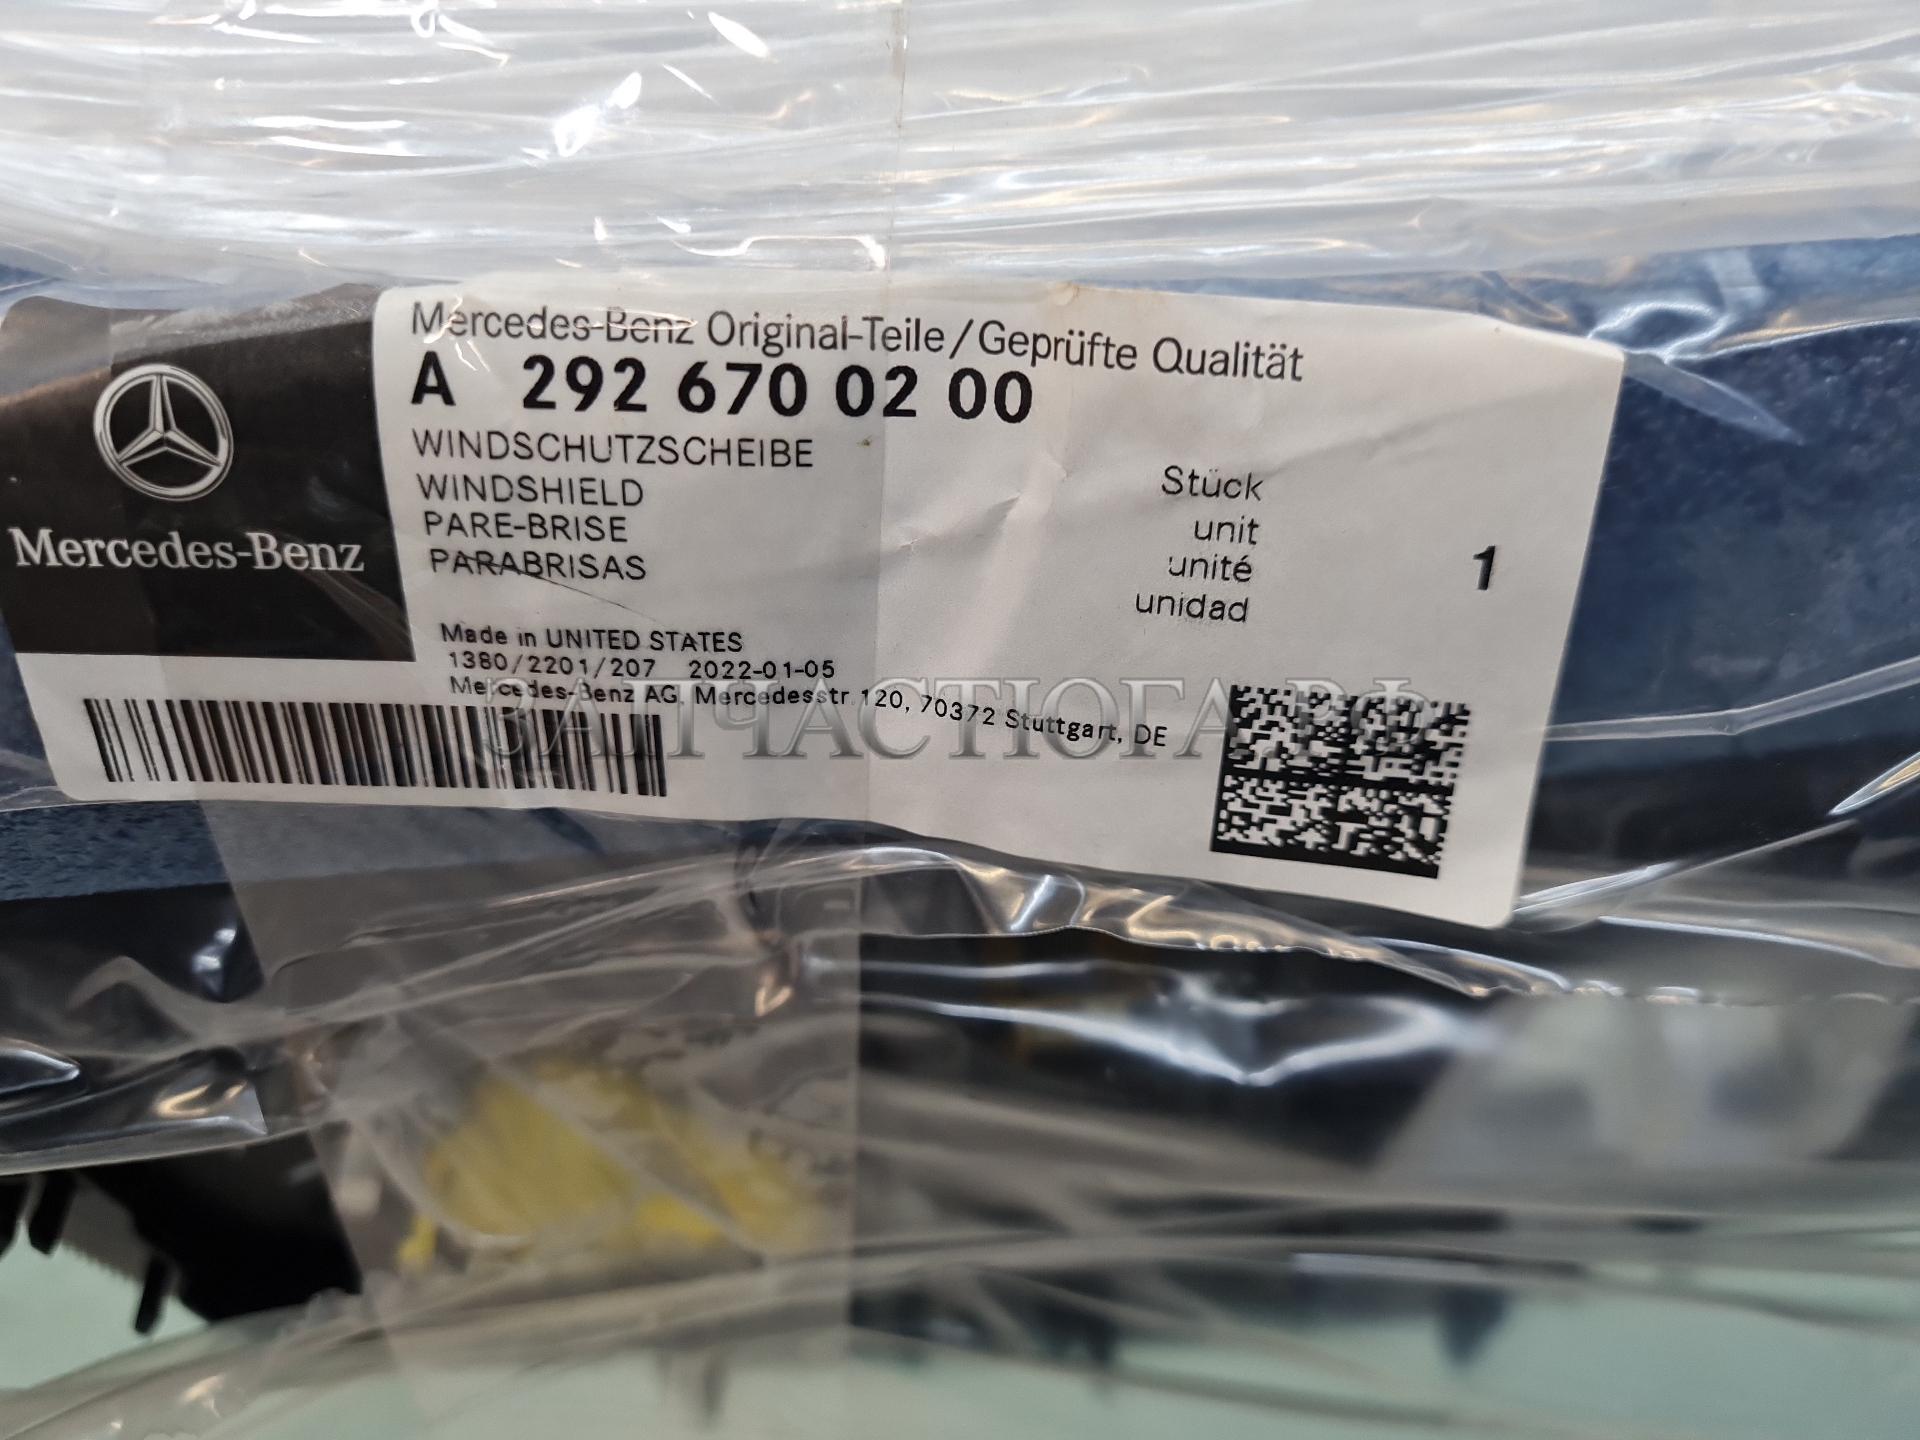 Mercedes-Benz
Mercedes-Benz Original-Teile/Geprüfte Qualität
A 292 670 02 00
WINDSCHUTZSCHEIBE
WINDSHIELD
PARE-BRISE
PARABRISAS
Stück
unit
unité
unidad
1
Made in UNITED STATES
1380/2201/207 2022-01-05
Mercedes-Benz AG, Mercedesstr.120, 70372 Stuttgart, DE
ЗАПЧАСТЮГА.РФ